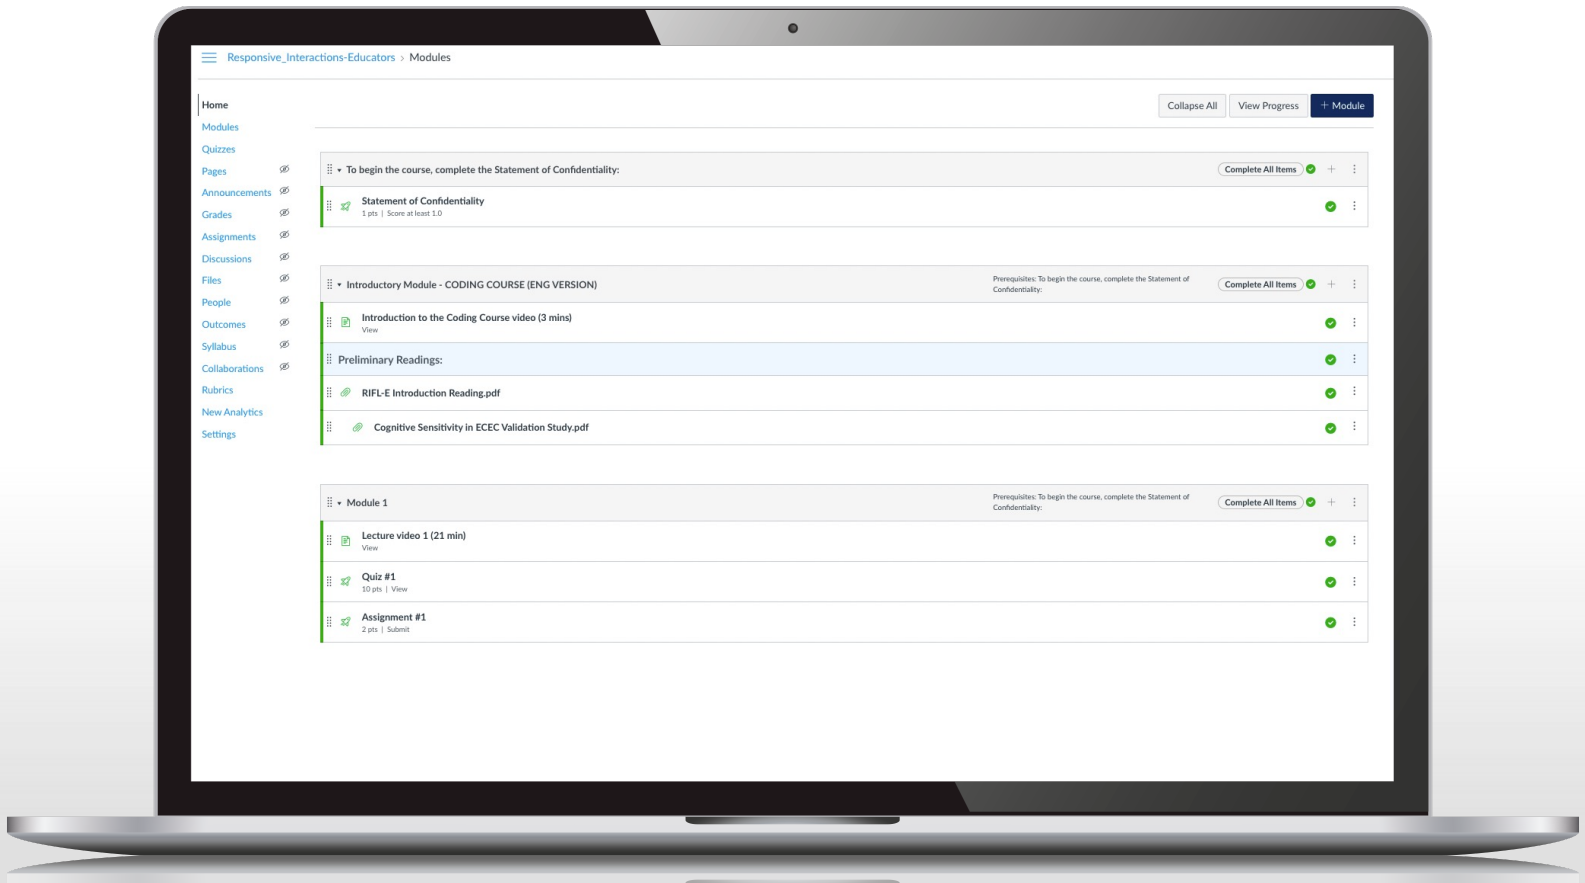 Responsive_Interactions-Educators > Modules
Home
Modules
Quizzes
Pages
Announcements
Grades
Assignments
Discussions
Files
People
Outcomes
Syllabus
Collaborations
Rubrics
New Analytics
Settings
Collapse All
View Progress
+ Module
To begin the course, complete the Statement of Confidentiality:
Complete All Items
Statement of Confidentiality
1 pts | Score at least 1.0
Introductory Module - CODING COURSE (ENG VERSION)
Prerequisites: To begin the course, complete the Statement of
Confidentiality:
Complete All Items
Introduction to the Coding Course video (3 mins)
View
Preliminary Readings:
RIFL-E Introduction Reading.pdf
Cognitive Sensitivity in ECEC Validation Study.pdf
Module 1
Prerequisites: To begin the course, complete the Statement of
Confidentiality:
Complete All Items
Lecture video 1 (21 min)
View
Quiz #1
10 pts | View
Assignment #1
2 pts | Submit